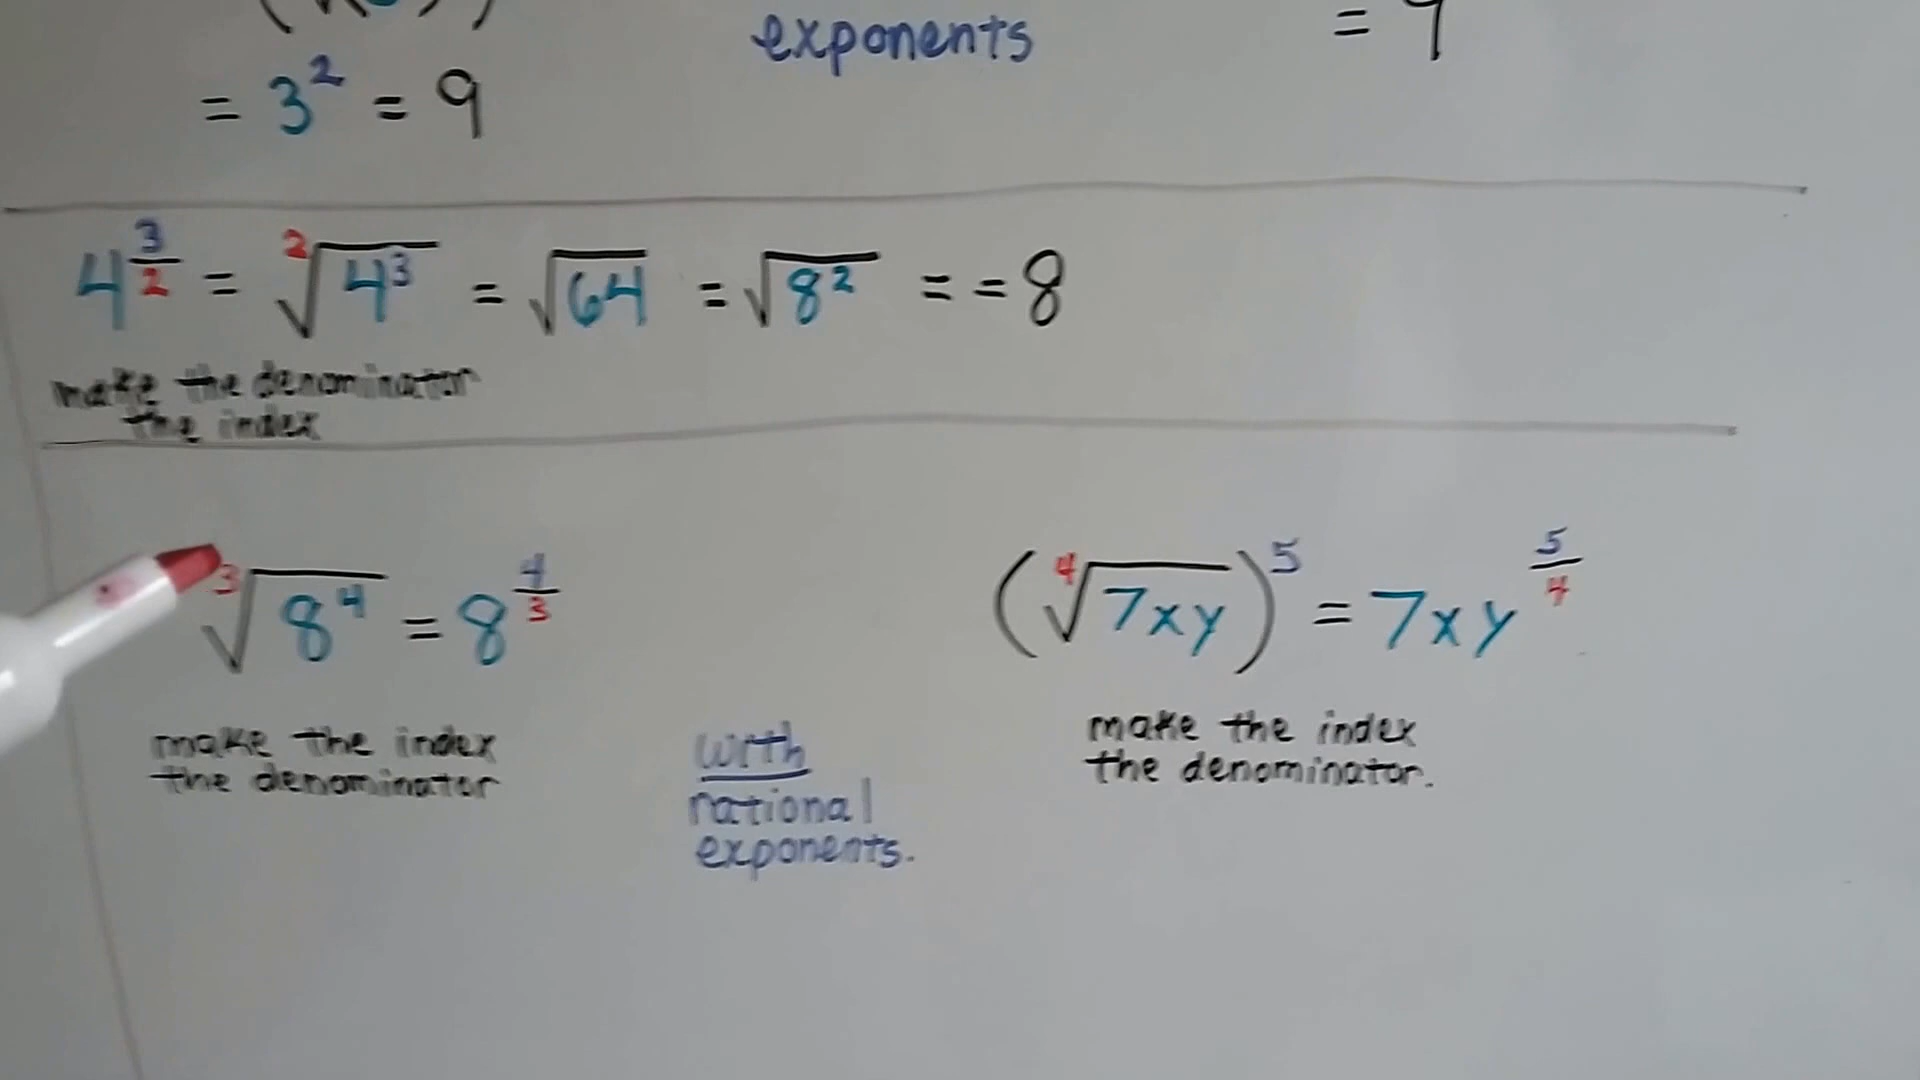 exponents
= 9
= 3² = 9
4^(3/2) = ²√(4³) = √64 = √(8²) = = 8
make the denominator
the index
³√(8⁴) = 8^(4/3)
(⁴√(7xy))⁵ = 7xy^(5/4)
make the index
the denominator
with
rational
exponents.
make the index
the denominator.